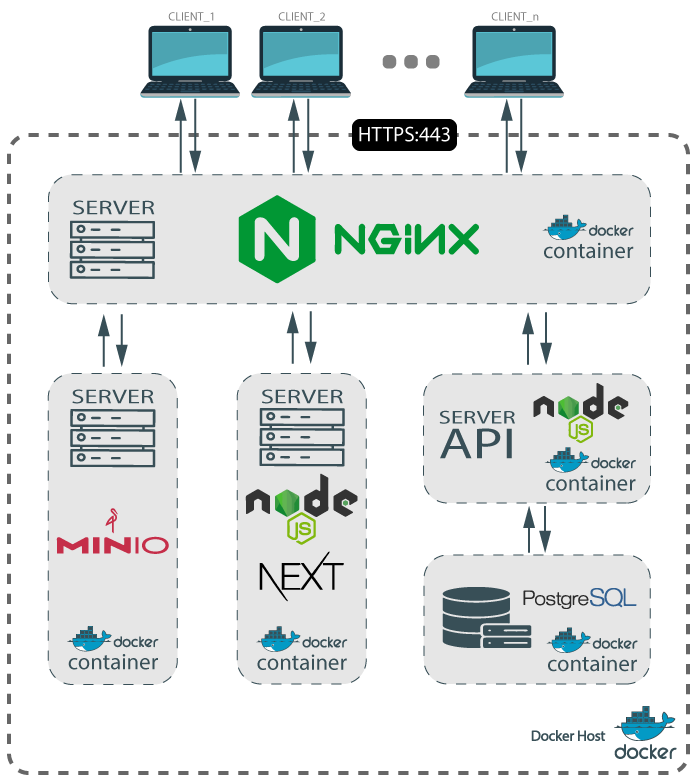 CLIENT_1
CLIENT_2
CLIENT_n
HTTPS:443
SERVER
N
NGiNX
docker
container
SERVER
MINIO
docker
container
SERVER
node
JS
NEXT
docker
container
SERVER
API
node
JS
docker
container
PostgreSQL
docker
container
Docker Host
docker